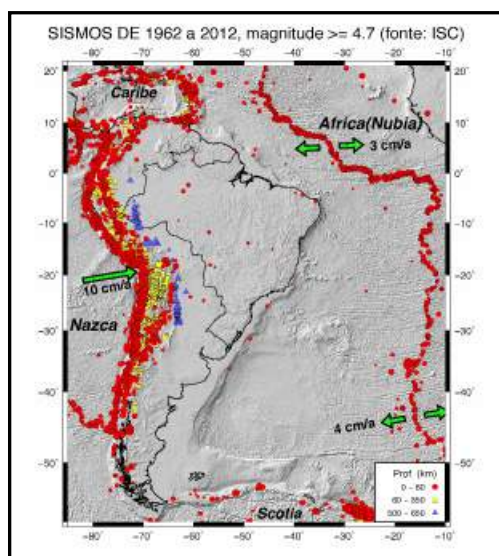 SISMOS DE 1962 a 2012, magnitude >= 4.7 (fonte: ISC)
−80° −70° −60° −50° −40° −30° −20° −10°
20° 20°
Caribe
Africa(Nubia)
3 cm/a
10° 10°
0° 0°
−10° −10°
−20° −20°
10 cm/a
−30° −30°
Nazca
−40° −40°
4 cm/a
−50° −50°
Prof (km)
0 − 60
60 − 350
500 − 650
Scotia
−80° −70° −60° −50° −40° −30° −20° −10°